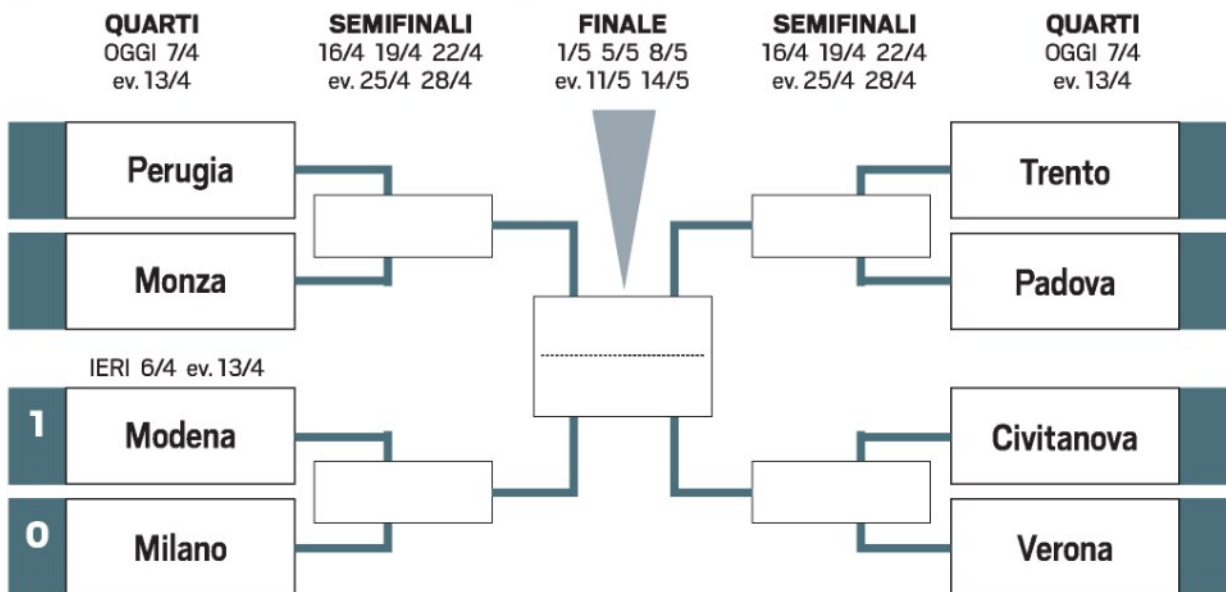 QUARTI
OGGI 7/4
ev. 13/4
SEMIFINALI
16/4 19/4 22/4
ev. 25/4 28/4
FINALE
1/5 5/5 8/5
ev. 11/5 14/5
SEMIFINALI
16/4 19/4 22/4
ev. 25/4 28/4
QUARTI
OGGI 7/4
ev. 13/4
Perugia
Monza
IERI 6/4 ev. 13/4
1 Modena
0 Milano
Trento
Padova
Civitanova
Verona